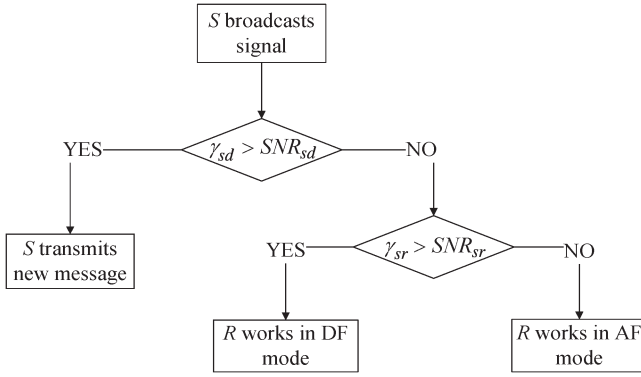 S broadcasts
signal
YES
γsd > SNRsd
NO
S transmits
new message
YES
γsr > SNRsr
NO
R works in DF
mode
R works in AF
mode